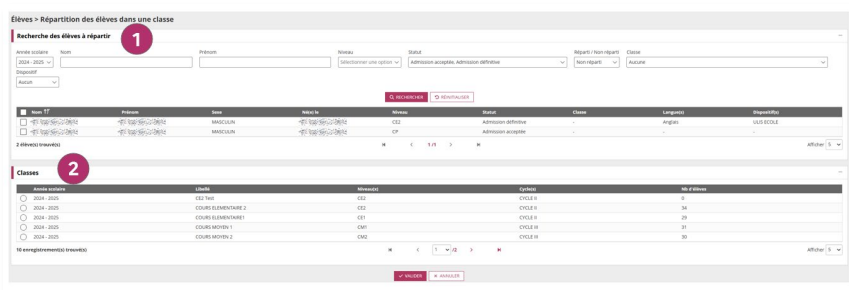 Élèves > Répartition des élèves dans une classe
Recherche des élèves à répartir
1
Année scolaire Nom Prénom Niveau Statut Réparti / Non réparti Classe
2024 - 2025 Sélectionner une option Admission acceptée, Admission définitive Non réparti Aucune
Dispositif
Aucun
RECHERCHER RÉINITIALISER
Nom Prénom Sexe Né(e) le Niveau Statut Classe Langue(s) Dispositif(s)
MASCULIN CE2 Admission définitive - Anglais ULIS ECOLE
MASCULIN CP Admission acceptée - - -
2 élève(s) trouvé(s) 1 /1 Afficher 5
2
Classes
Année scolaire Libellé Niveau(x) Cycle(s) Nb d'élèves
2024 - 2025 CE2 Test CE2 CYCLE II 0
2024 - 2025 COURS ELEMENTAIRE 2 CE2 CYCLE II 34
2024 - 2025 COURS ELEMENTAIRE1 CE1 CYCLE II 29
2024 - 2025 COURS MOYEN 1 CM1 CYCLE III 31
2024 - 2025 COURS MOYEN 2 CM2 CYCLE III 30
10 enregistrement(s) trouvé(s) 1 /2 Afficher 5
VALIDER ANNULER